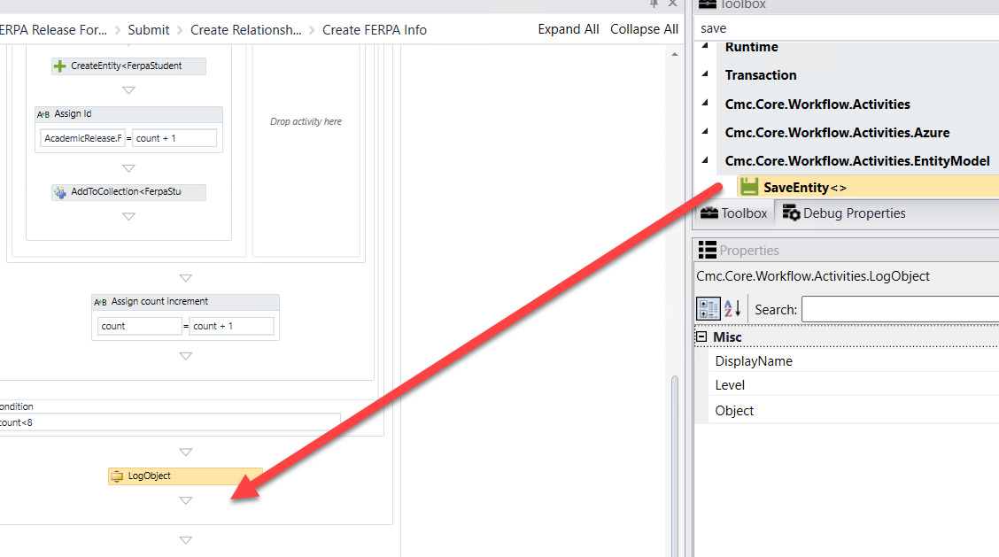 Toolbox
ERPA Release For... > Submit > Create Relationsh... > Create FERPA Info
Expand All Collapse All
save
Runtime
Transaction
Cmc.Core.Workflow.Activities
Cmc.Core.Workflow.Activities.Azure
Cmc.Core.Workflow.Activities.EntityModel
SaveEntity<>
Toolbox Debug Properties
CreateEntity<FerpaStudent
A+B Assign Id
AcademicRelease.F = count + 1
AddToCollection<FerpaStu
Drop activity here
A+B Assign count increment
count = count + 1
ondition
count<8
LogObject
Properties
Cmc.Core.Workflow.Activities.LogObject
A
Z
Search:
Misc
DisplayName
Level
Object